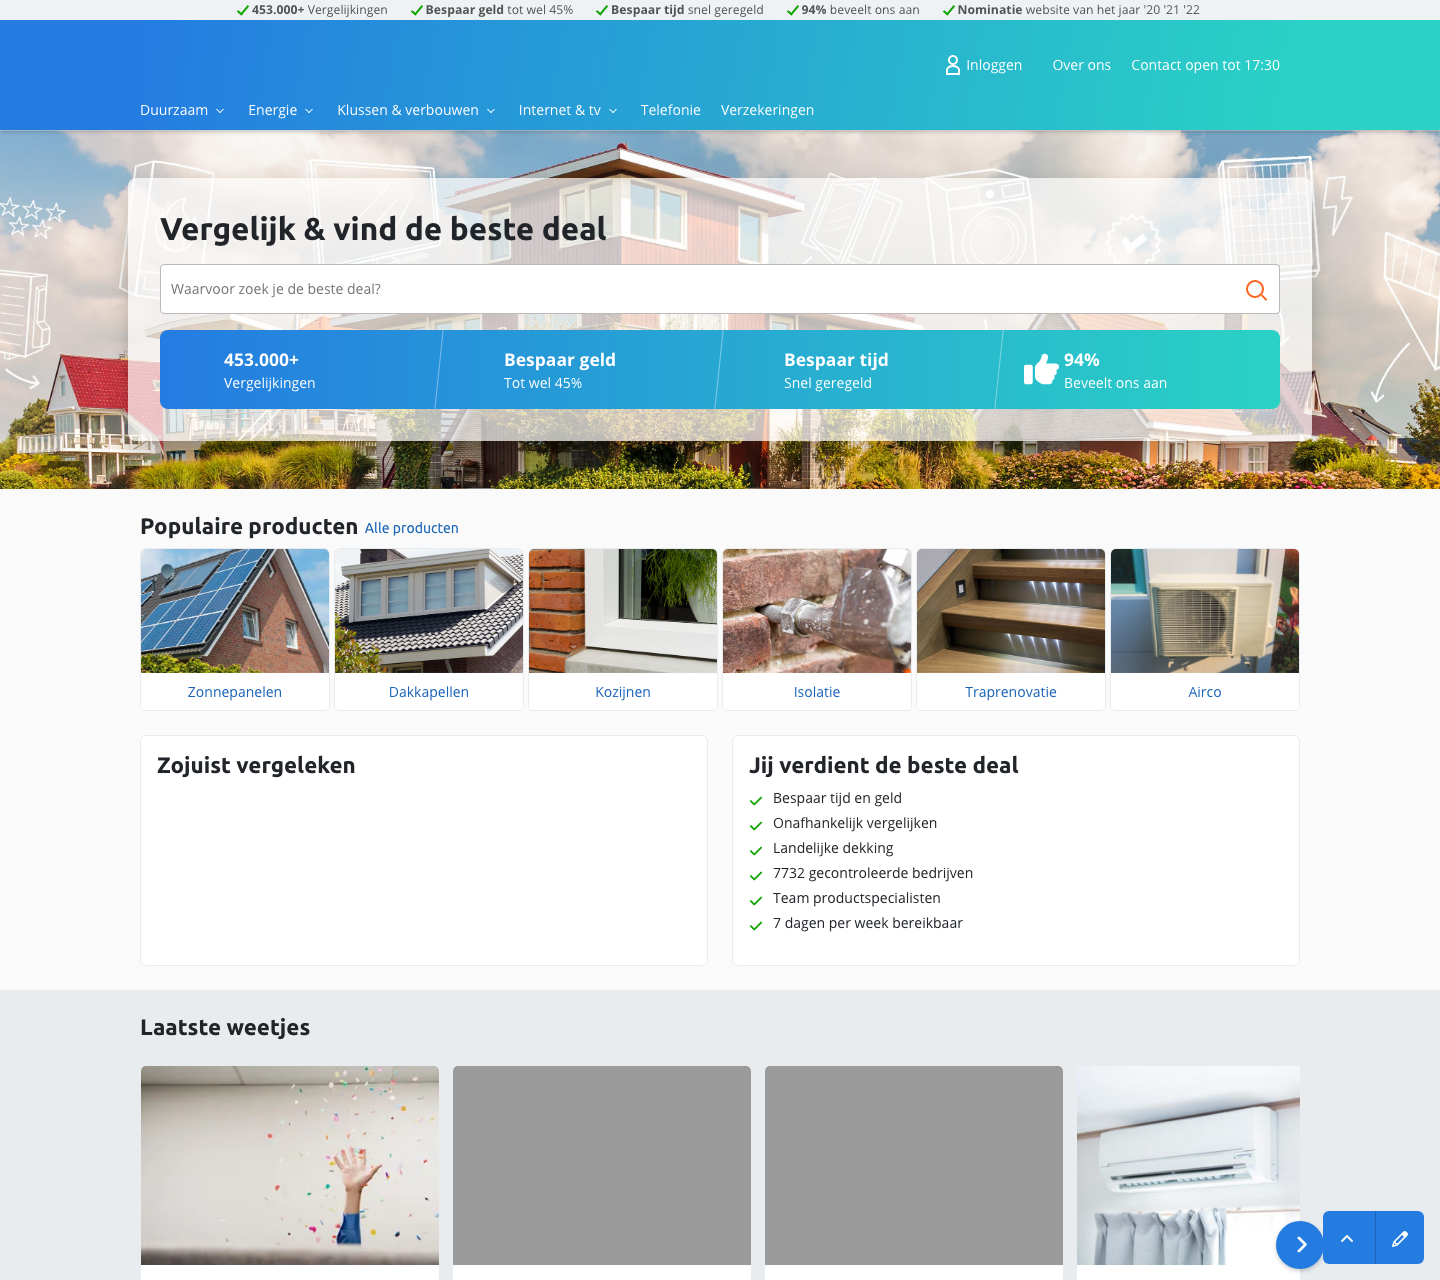 453.000+ Vergelijkingen Bespaar geld tot wel 45% Bespaar tijd snel geregeld 94% beveelt ons aan Nominatie website van het jaar '20 '21 '22
Inloggen Over ons Contact open tot 17:30
Duurzaam Energie Klussen & verbouwen Internet & tv Telefonie Verzekeringen
Vergelijk & vind de beste deal
Waarvoor zoek je de beste deal?
453.000+ Bespaar geld Bespaar tijd 94%
Vergelijkingen Tot wel 45% Snel geregeld Beveelt ons aan
Populaire producten Alle producten
Zonnepanelen Dakkapellen Kozijnen Isolatie Traprenovatie Airco
Zojuist vergeleken
Jij verdient de beste deal
Bespaar tijd en geld
Onafhankelijk vergelijken
Landelijke dekking
7732 gecontroleerde bedrijven
Team productspecialisten
7 dagen per week bereikbaar
Laatste weetjes